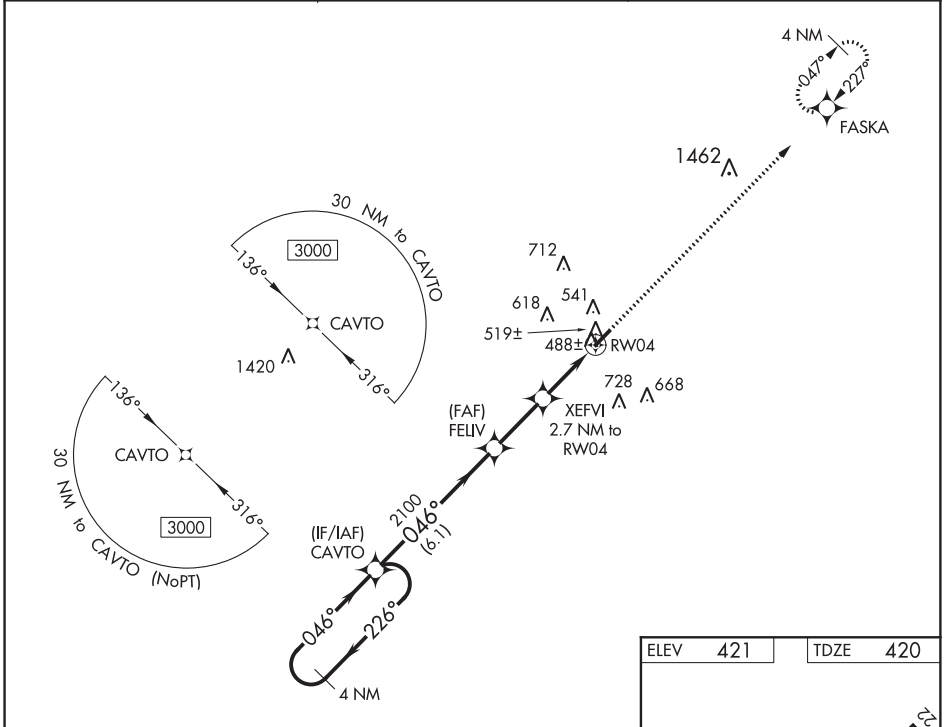 4 NM
047°
227°
FASKA
1462
30 NM to CAVTO
3000
136°
CAVTO
316°
1420
712
618
541
519±
488±
RW04
728
668
XEFVI
2.7 NM to
RW04
(FAF)
FELIV
136°
CAVTO
316°
30 NM to CAVTO (NoPT)
3000
2100
046°
(6.1)
(IF/IAF)
CAVTO
046°
226°
4 NM
ELEV 421
TDZE 420
22